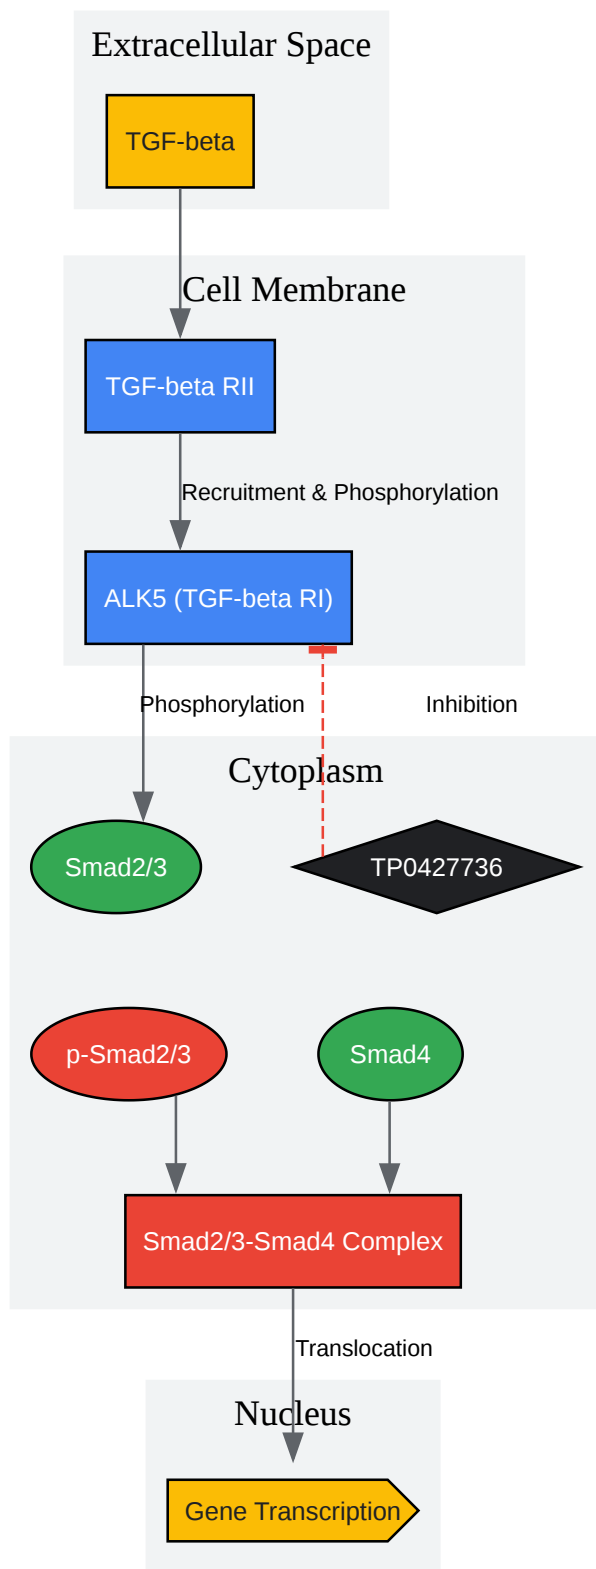 Extracellular Space
TGF-beta
Cell Membrane
TGF-beta RII
Recruitment & Phosphorylation
ALK5 (TGF-beta RI)
Phosphorylation
Inhibition
Cytoplasm
Smad2/3
TP0427736
p-Smad2/3
Smad4
Smad2/3-Smad4 Complex
Translocation
Nucleus
Gene Transcription